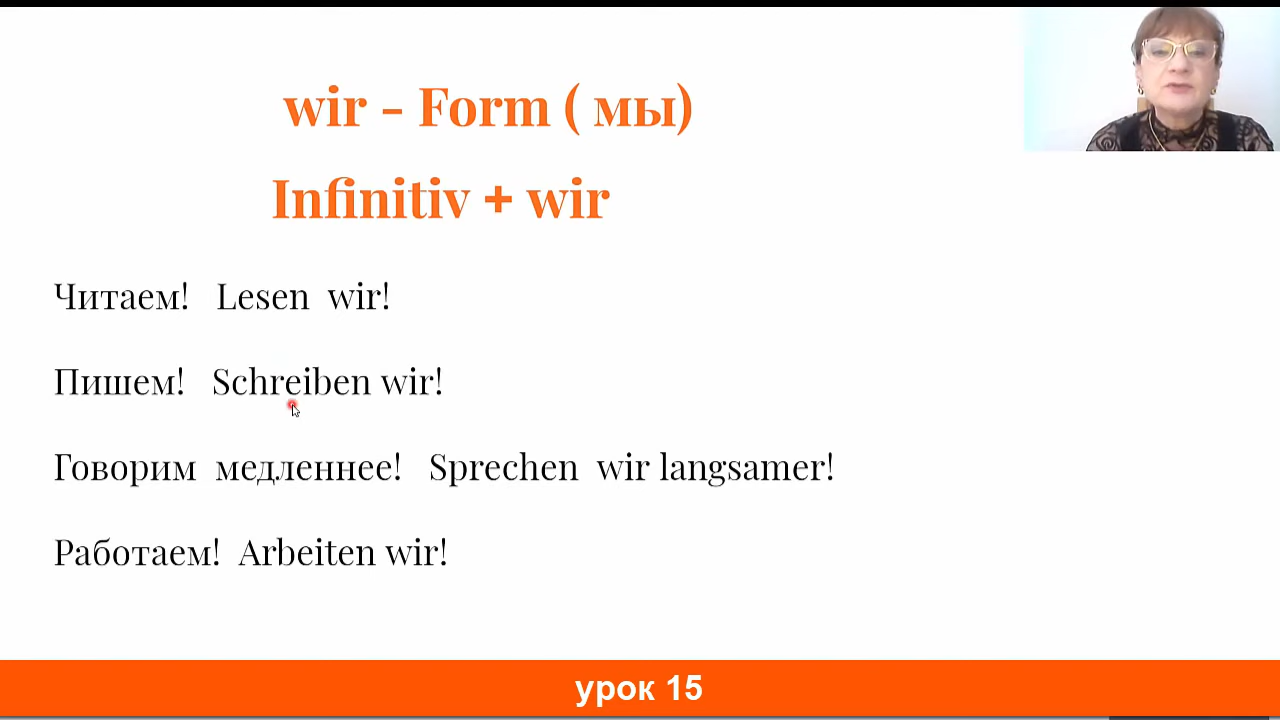 wir - Form ( мы)
Infinitiv + wir
Читаем! Lesen wir!
Пишем! Schreiben wir!
Говорим медленнее! Sprechen wir langsamer!
Работаем! Arbeiten wir!
урок 15